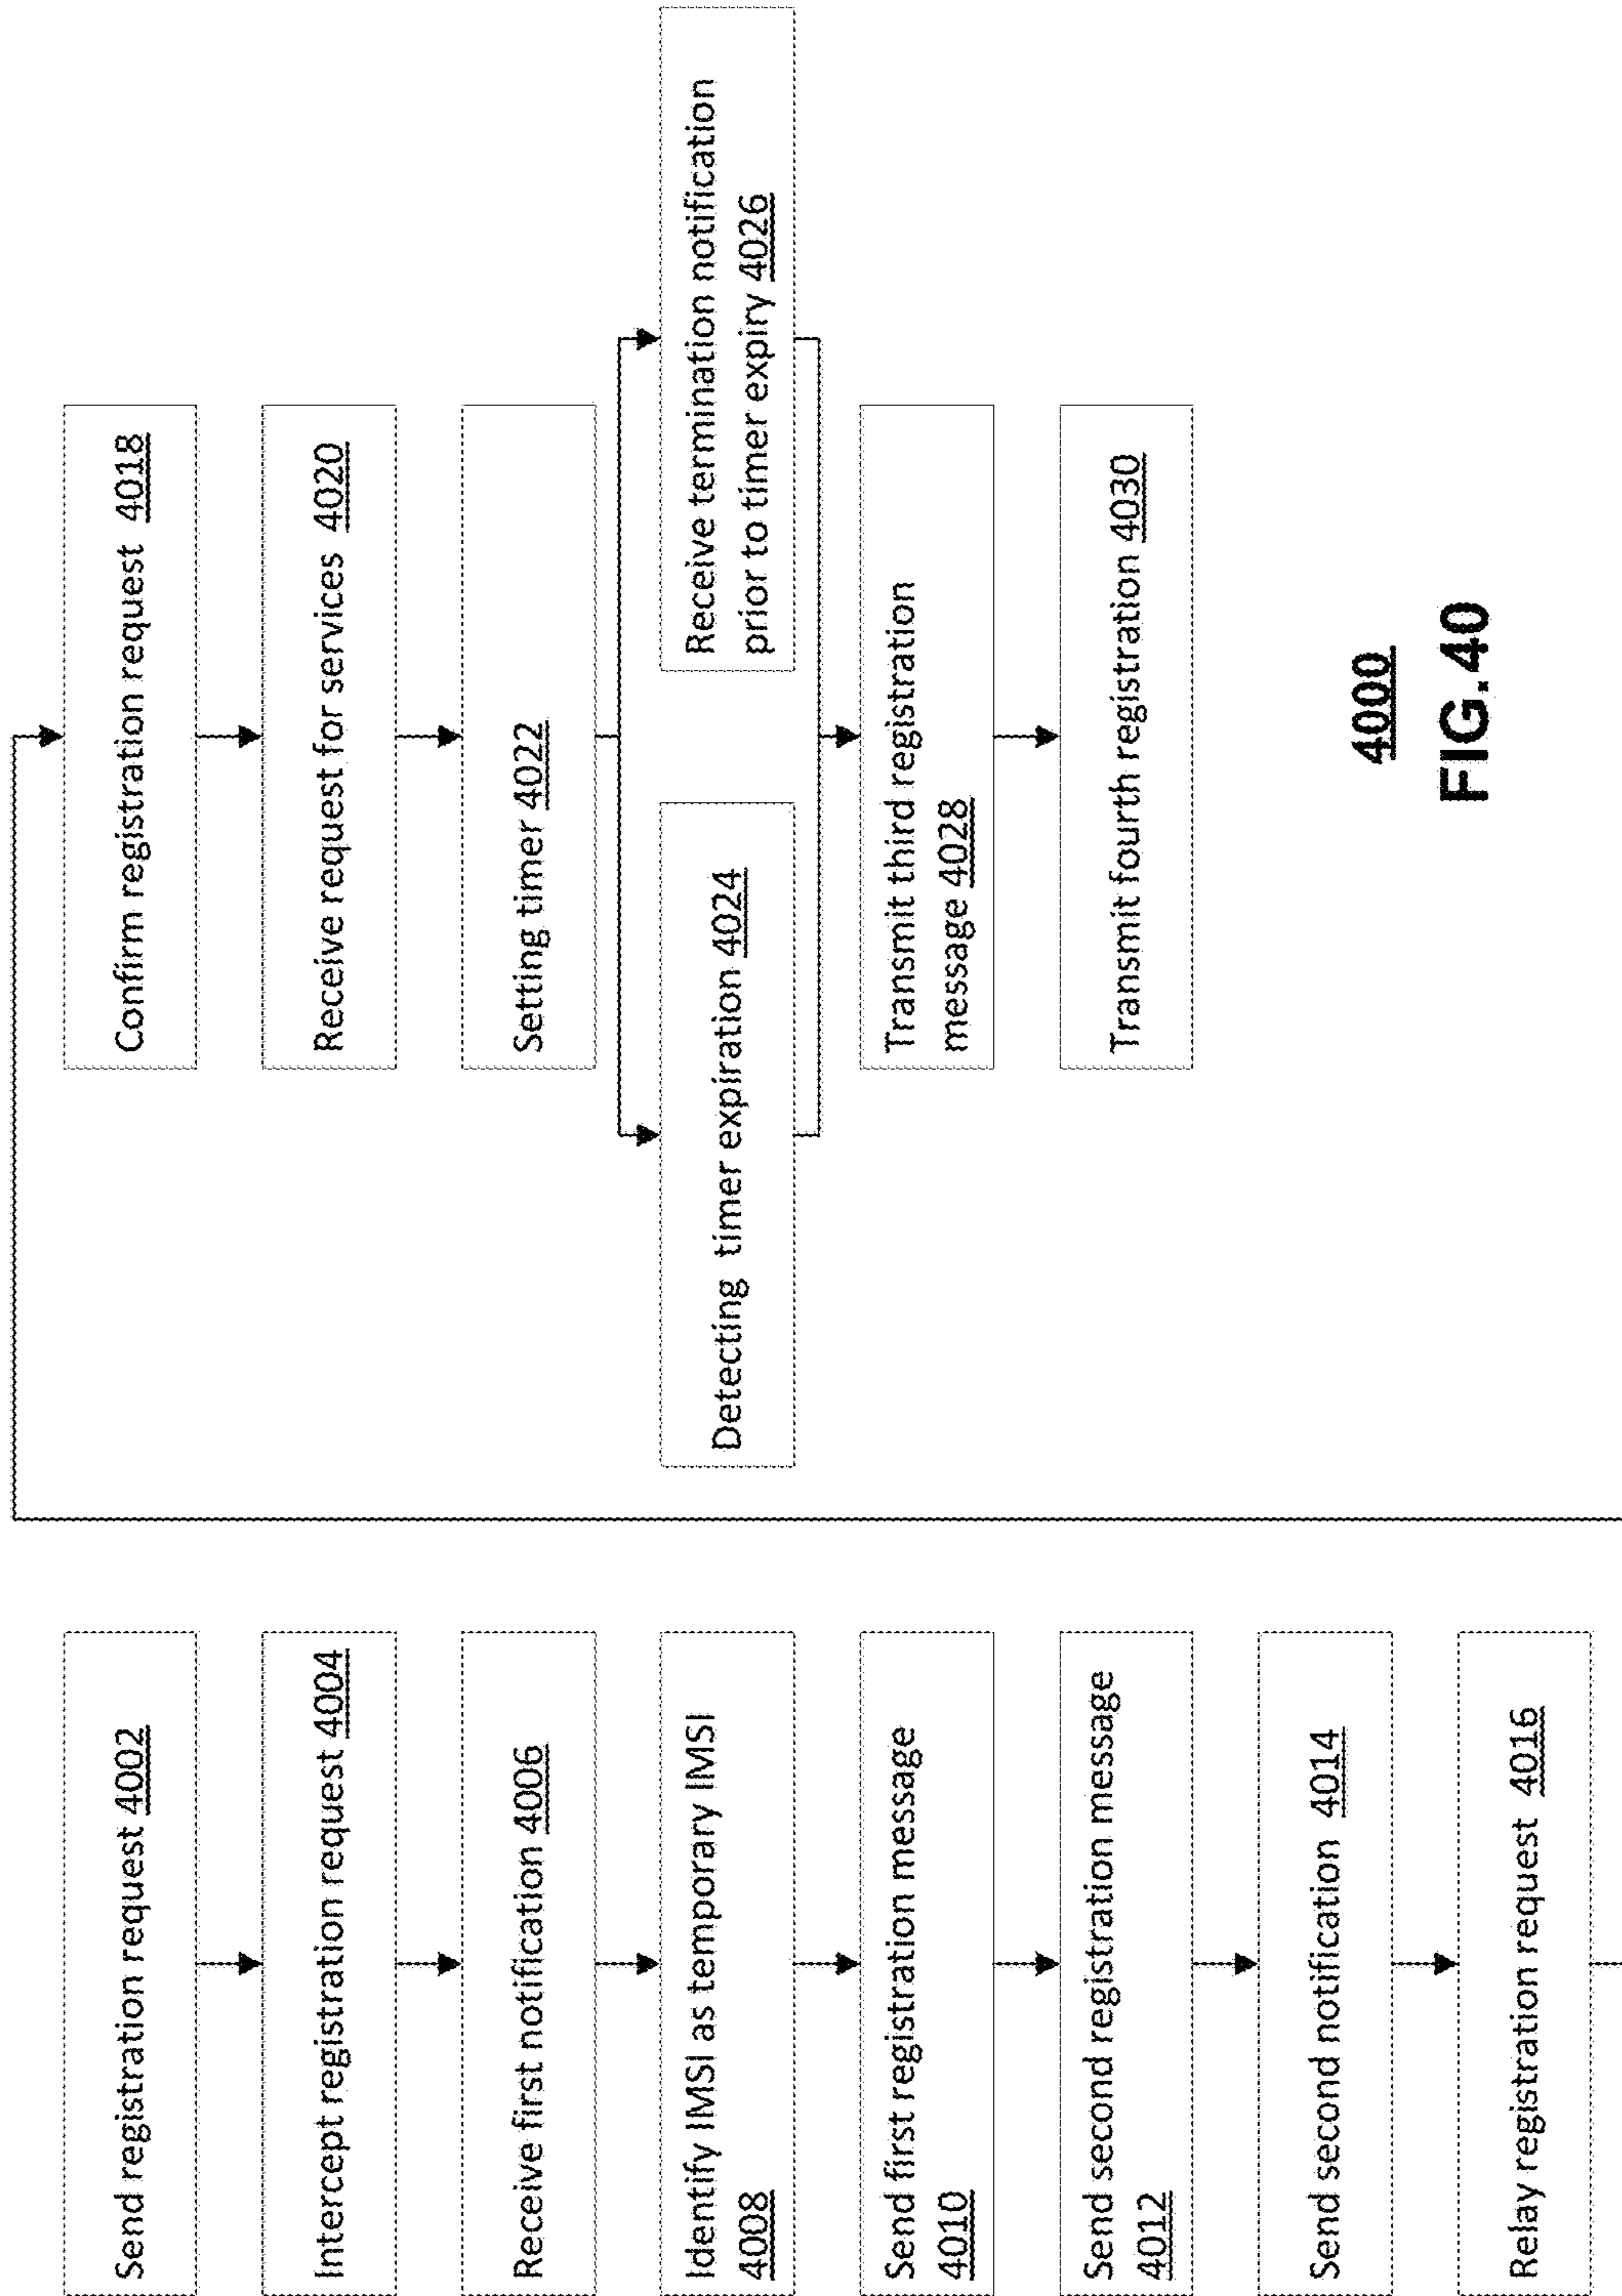 Send registration request 4002
Intercept registration request 4004
Receive first notification 4006
Identify IMSI as temporary IMSI
4008
Send first registration message
4010
Send second registration message
4012
Send second notification 4014
Relay registration request 4016
Confirm registration request 4018
Receive request for services 4020
Setting timer 4022
Detecting timer expiration 4024
Receive termination notification
prior to timer expiry 4026
Transmit third registration
message 4028
Transmit fourth registration 4030
4000
FIG.40